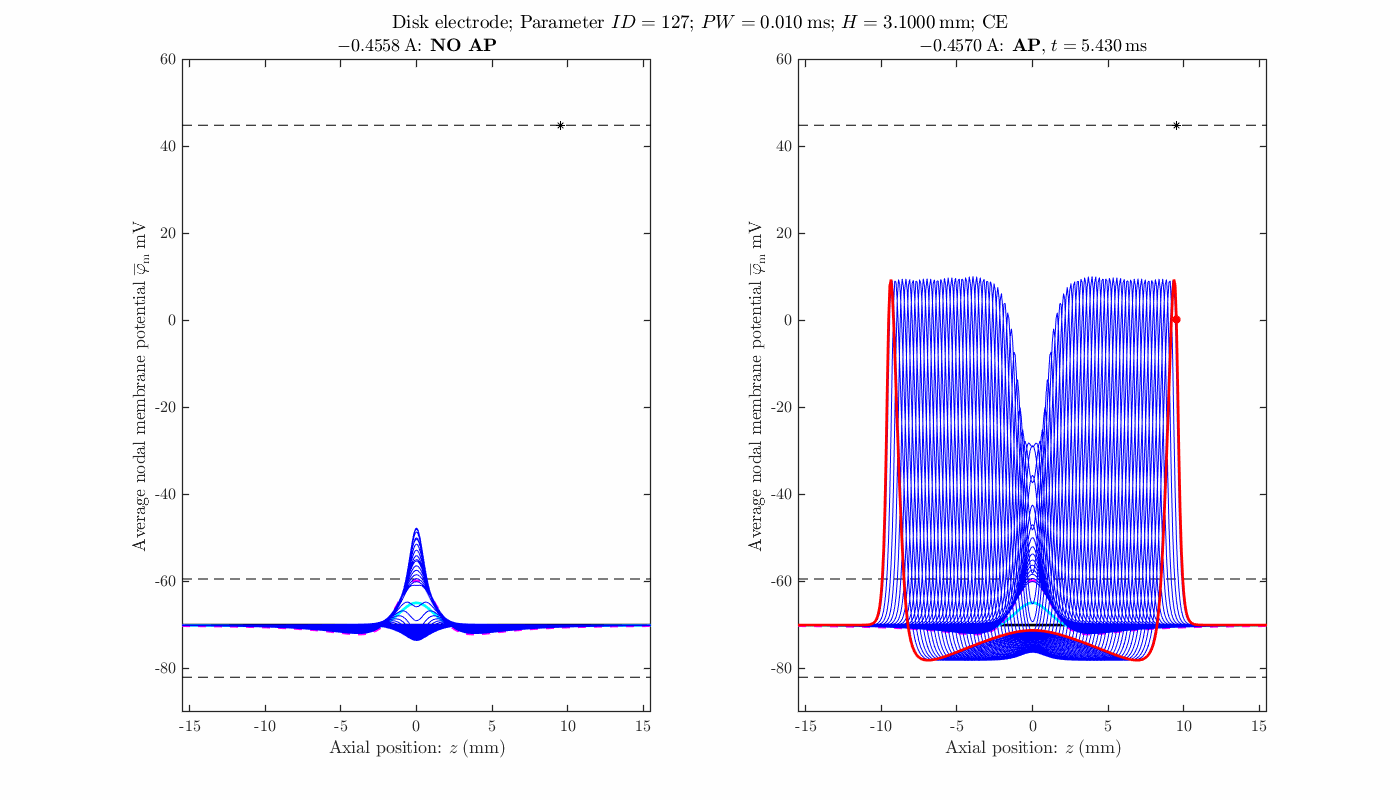 Disk electrode; Parameter ID = 127; PW = 0.010 ms; H = 3.1000 mm; CE
−0.4558 A: NO AP
60
40
20
0
-20
-40
-60
-80
-15 -10 -5 0 5 10 15
Axial position: z (mm)
Average nodal membrane potential φ̅ₘ mV
−0.4570 A: AP, t = 5.430 ms
60
40
20
0
-20
-40
-60
-80
-15 -10 -5 0 5 10 15
Axial position: z (mm)
Average nodal membrane potential φ̅ₘ mV